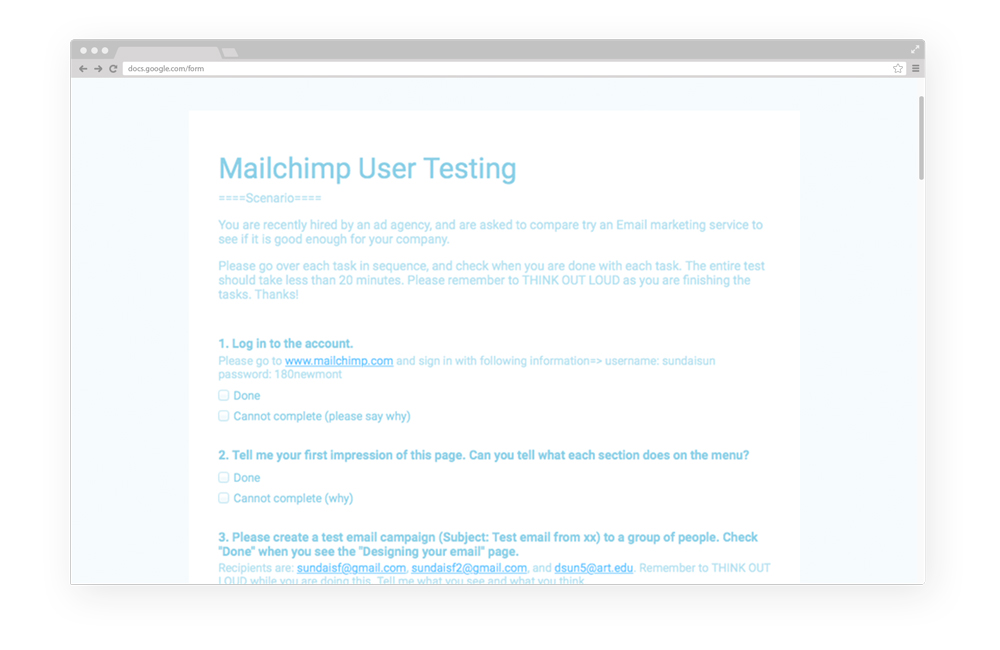 docs.google.com/form
Mailchimp User Testing
====Scenario====
You are recently hired by an ad agency, and are asked to compare try an Email marketing service to
see if it is good enough for your company.
Please go over each task in sequence, and check when you are done with each task. The entire test
should take less than 20 minutes. Please remember to THINK OUT LOUD as you are finishing the
tasks. Thanks!
1. Log in to the account.
Please go to www.mailchimp.com and sign in with following information=> username: sundaisun
password: 180newmont
Done
Cannot complete (please say why)
2. Tell me your first impression of this page. Can you tell what each section does on the menu?
Done
Cannot complete (why)
3. Please create a test email campaign (Subject: Test email from xx) to a group of people. Check
"Done" when you see the "Designing your email" page.
Recipients are: sundaisf@gmail.com, sundaisf2@gmail.com, and dsun5@art.edu. Remember to THINK OUT
LOUD while you are doing this. Tell me what you see and what you think.